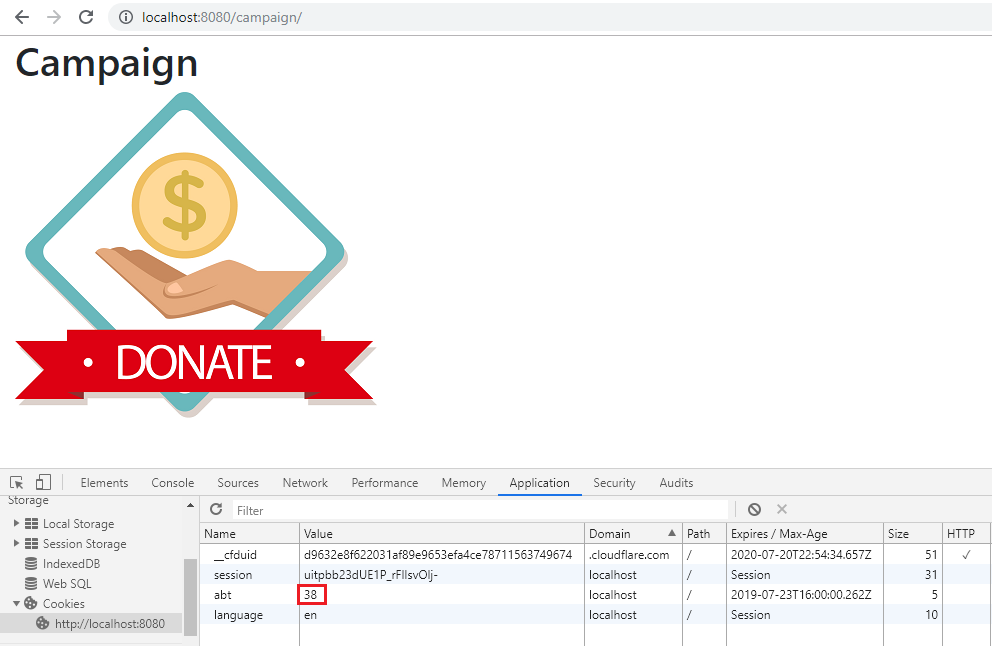 localhost:8080/campaign/
Campaign
$
DONATE
Elements Console Sources Network Performance Memory Application Security Audits
Storage
Local Storage
Session Storage
IndexedDB
Web SQL
Cookies
http://localhost:8080
Filter
Name Value Domain Path Expires / Max-Age Size HTTP
__cfduid d9632e8f622031af89e9653efa4ce78711563749674 .cloudflare.com / 2020-07-20T22:54:34.657Z 51 ✓
session uitpbb23dUE1P_rFlIsvOlj- localhost / Session 31
abt 38 localhost / 2019-07-23T16:00:00.262Z 5
language en localhost / Session 10